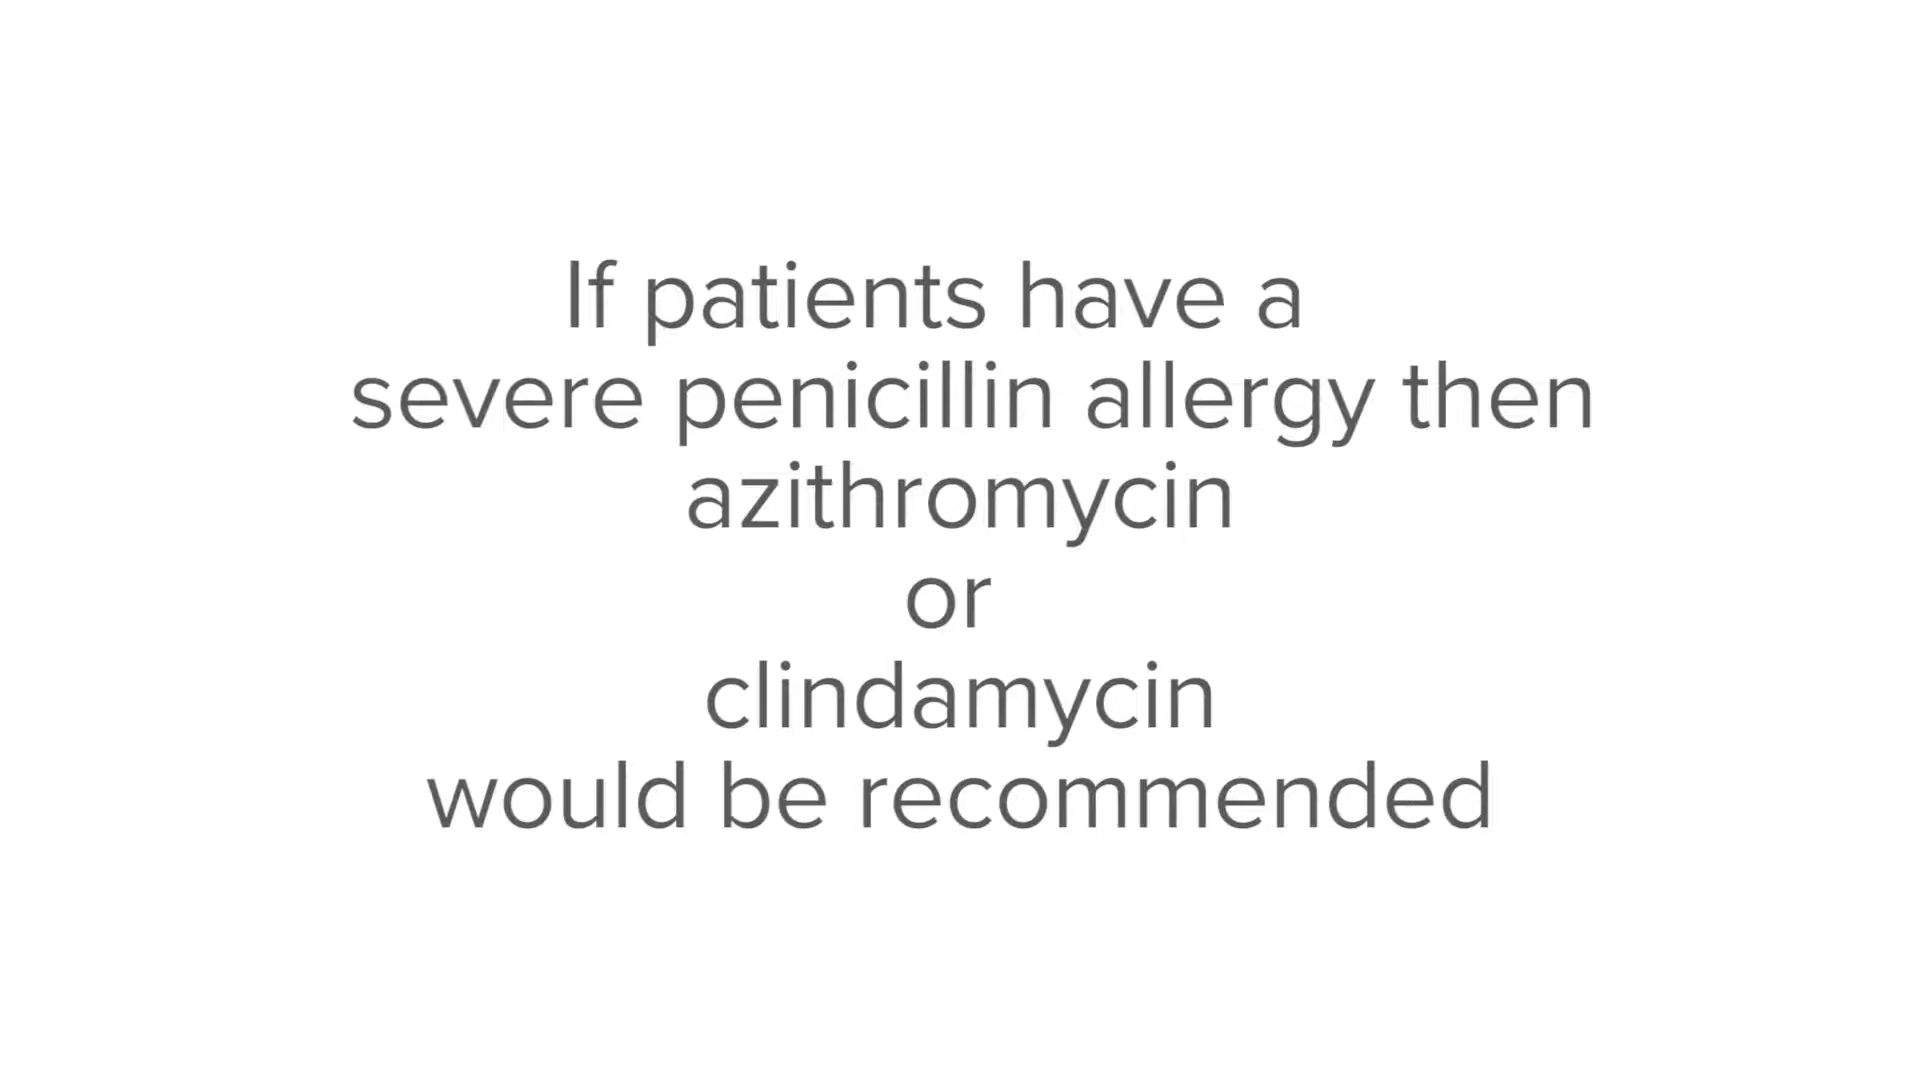 If patients have a
severe penicillin allergy then
azithromycin
or
clindamycin
would be recommended